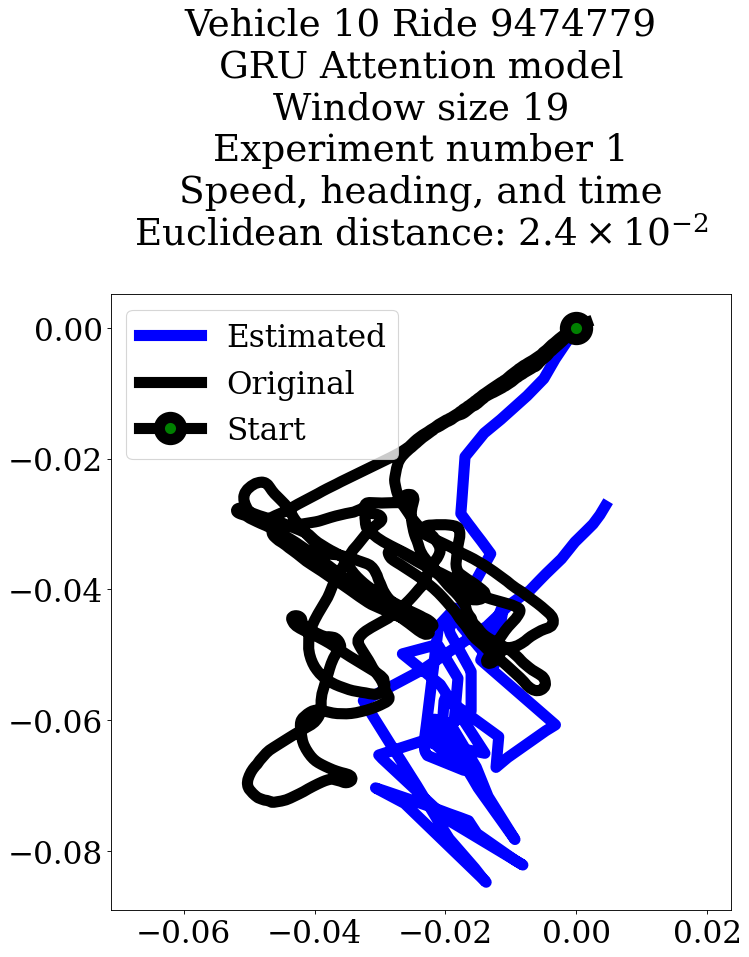 Vehicle 10 Ride 9474779
GRU Attention model
Window size 19
Experiment number 1
Speed, heading, and time
Euclidean distance: 2.4 × 10⁻²
Estimated
Original
Start
0.00
−0.02
−0.04
−0.06
−0.08
−0.06 −0.04 −0.02 0.00 0.02